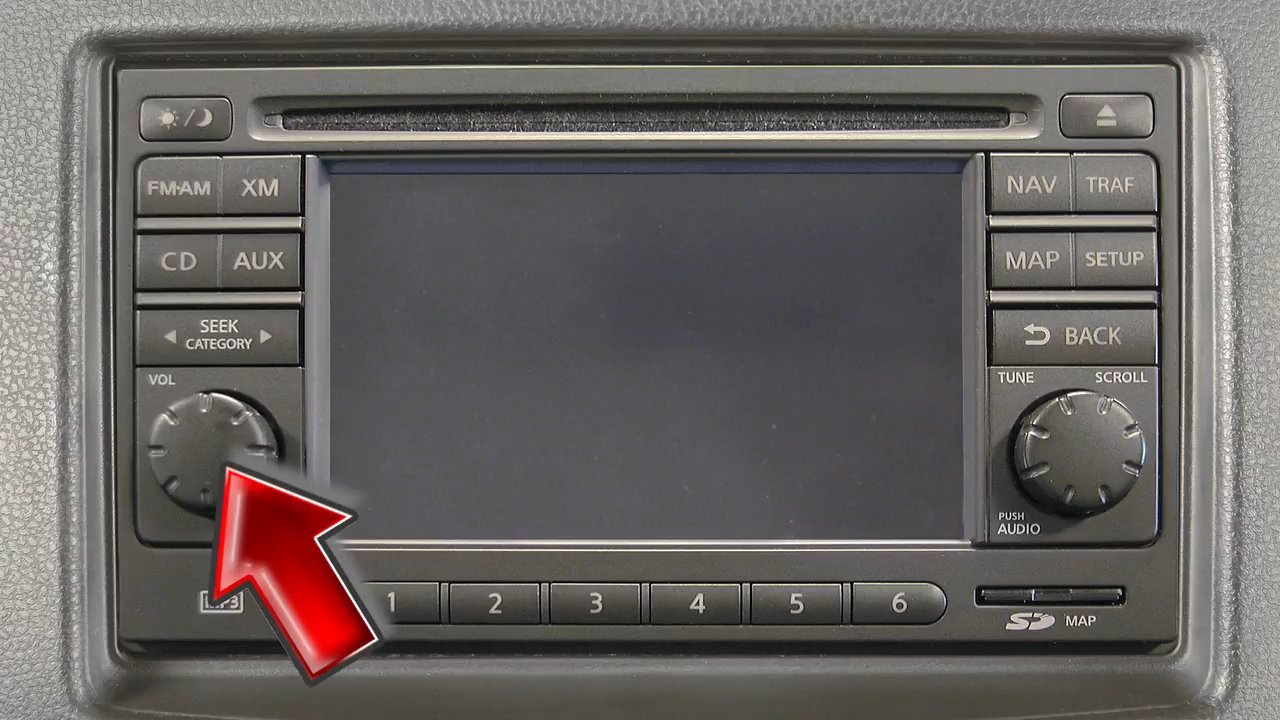 FM·AM XM
NAV TRAF
CD AUX
MAP SETUP
SEEK
CATEGORY
BACK
VOL
TUNE SCROLL
PUSH
AUDIO
1 2 3 4 5 6
SD MAP